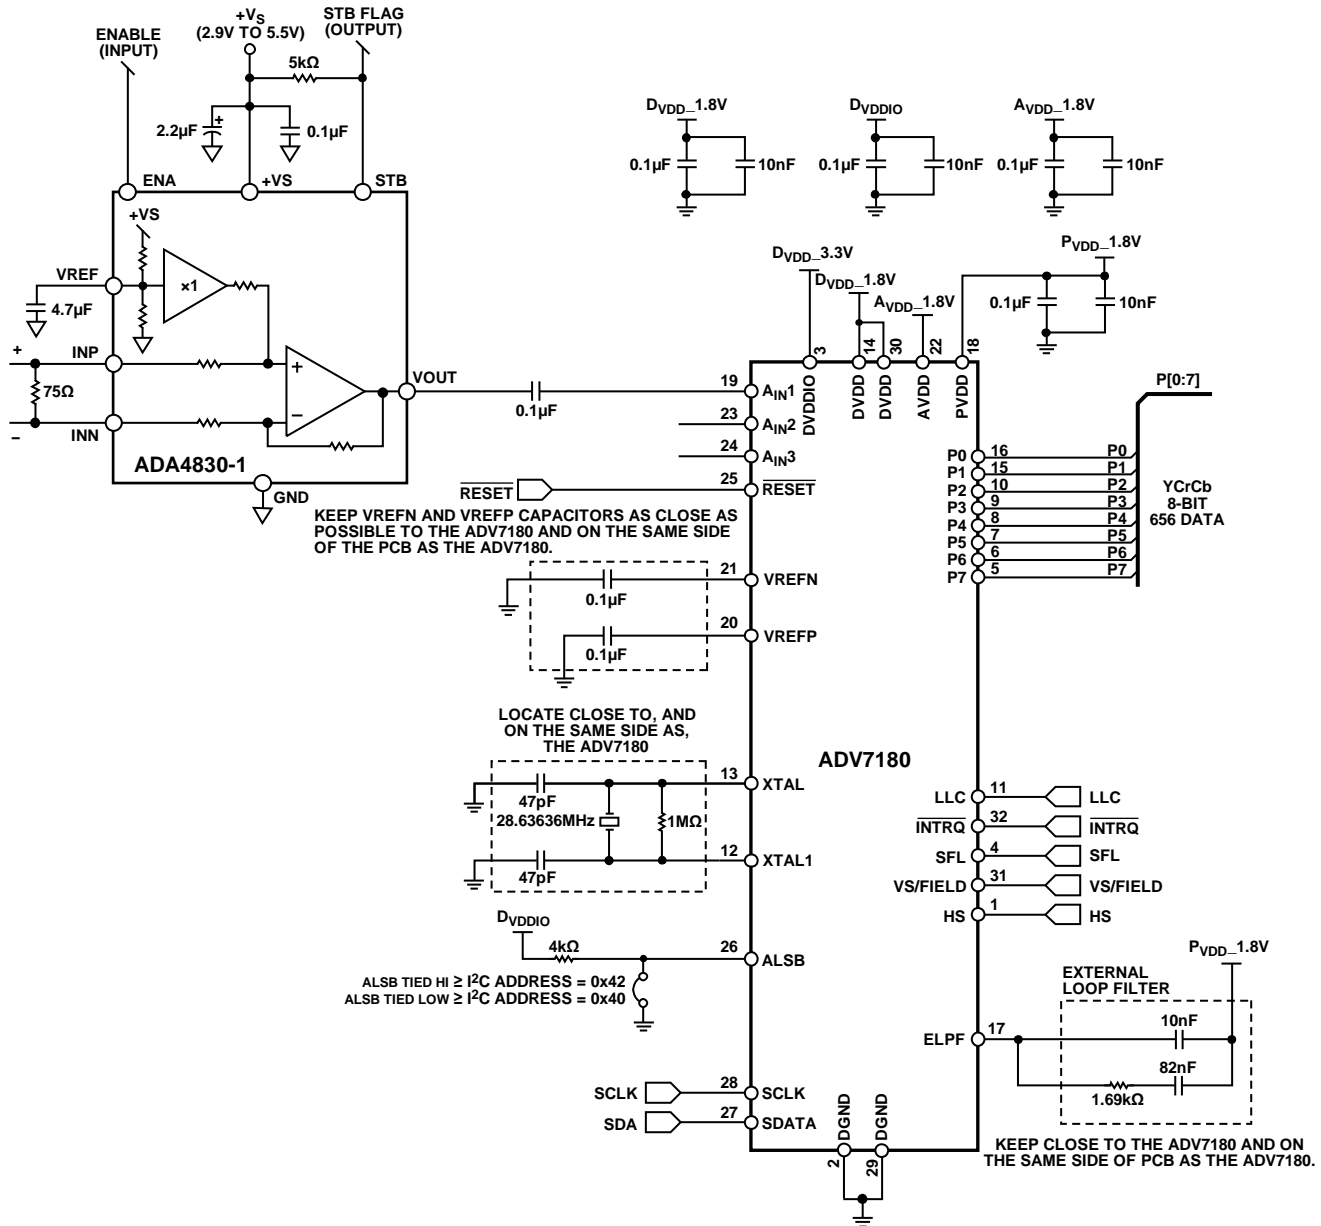 ENABLE
(INPUT)
+VS
(2.9V TO 5.5V)
STB FLAG
(OUTPUT)
5kΩ
2.2µF
+
0.1µF
ENA
+VS
STB
+VS
VREF
×1
4.7µF
+
INP
75Ω
INN
–
+
–
VOUT
ADA4830-1
GND
0.1µF
DVDD_1.8V
0.1µF
10nF
DVDDIO
0.1µF
10nF
AVDD_1.8V
0.1µF
10nF
DVDD_3.3V
DVDD_1.8V
AVDD_1.8V
PVDD_1.8V
0.1µF
10nF
3
14
30
22
18
DVDDIO
DVDD
DVDD
AVDD
PVDD
19
AIN1
23
AIN2
24
AIN3
25
RESET
RESET
KEEP VREFN AND VREFP CAPACITORS AS CLOSE AS
POSSIBLE TO THE ADV7180 AND ON THE SAME SIDE
OF THE PCB AS THE ADV7180.
21
VREFN
0.1µF
20
VREFP
0.1µF
P[0:7]
P0 16 P0
P1 15 P1
P2 10 P2
P3 9 P3
P4 8 P4
P5 7 P5
P6 6 P6
P7 5 P7
YCrCb
8-BIT
656 DATA
LOCATE CLOSE TO, AND
ON THE SAME SIDE AS,
THE ADV7180
ADV7180
13
XTAL
47pF
28.63636MHz
1MΩ
12
XTAL1
47pF
LLC 11 LLC
INTRQ 32 INTRQ
SFL 4 SFL
VS/FIELD 31 VS/FIELD
HS 1 HS
DVDDIO
4kΩ
26
ALSB
ALSB TIED HI ≥ I2C ADDRESS = 0x42
ALSB TIED LOW ≥ I2C ADDRESS = 0x40
PVDD_1.8V
EXTERNAL
LOOP FILTER
10nF
ELPF 17
82nF
1.69kΩ
SCLK 28 SCLK
SDA 27 SDATA
DGND
DGND
2
29
KEEP CLOSE TO THE ADV7180 AND ON
THE SAME SIDE OF PCB AS THE ADV7180.